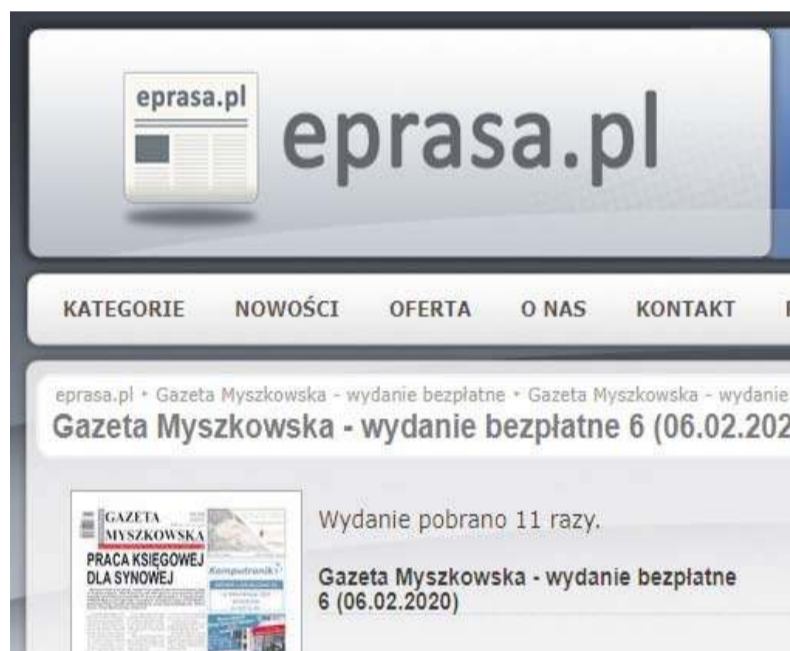 eprasa.pl
eprasa.pl
KATEGORIE NOWOŚCI OFERTA O NAS KONTAKT
eprasa.pl • Gazeta Myszkowska - wydanie bezpłatne • Gazeta Myszkowska - wydanie
Gazeta Myszkowska - wydanie bezpłatne 6 (06.02.202
Wydanie pobrano 11 razy.
Gazeta Myszkowska - wydanie bezpłatne
6 (06.02.2020)
GAZETA
MYSZKOWSKA
PRACA KSIĘGOWEJ
DLA SYNOWEJ
Komputronik